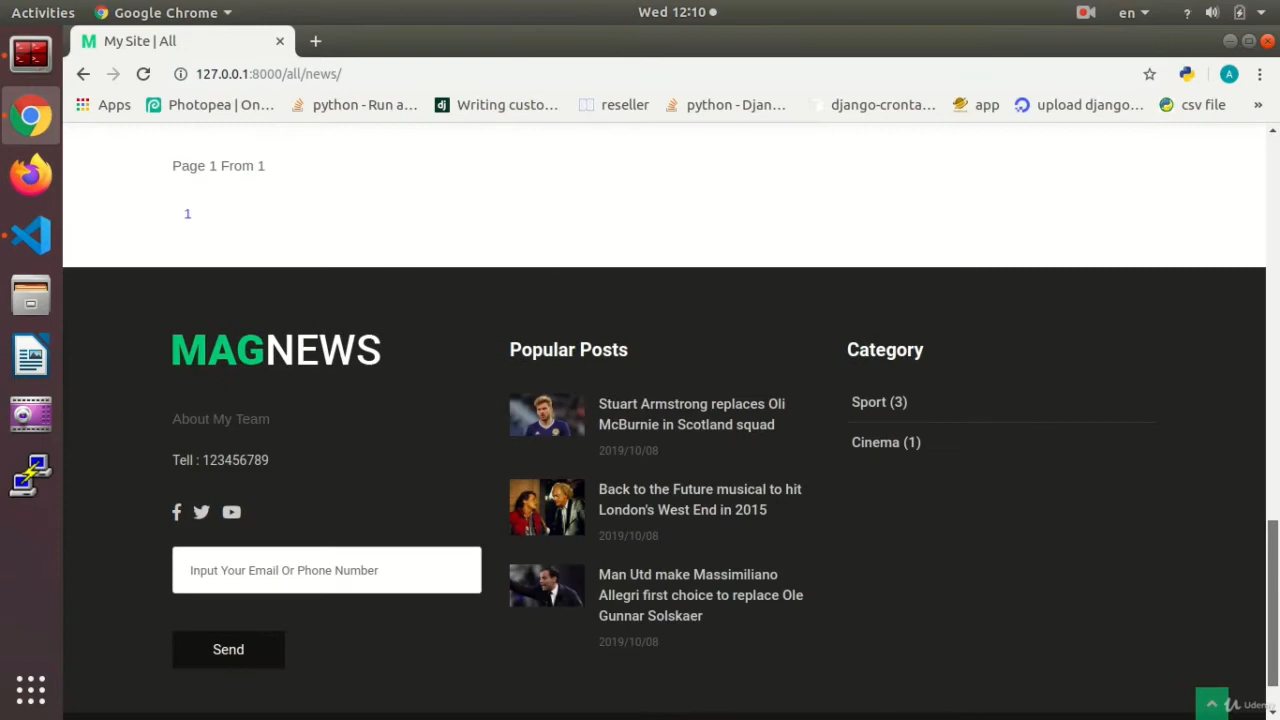 Activities Google Chrome Wed 12:10 en ?
M My Site | All
127.0.0.1:8000/all/news/ A
Apps Photopea | On... python - Run a... dj Writing custo... reseller python - Djan... django-cronta... app upload django... csv file »
Page 1 From 1
1
MAGNEWS Popular Posts Category
Stuart Armstrong replaces Oli Sport (3)
About My Team McBurnie in Scotland squad
2019/10/08 Cinema (1)
Tell : 123456789
Back to the Future musical to hit
London's West End in 2015
2019/10/08
Input Your Email Or Phone Number Man Utd make Massimiliano
Allegri first choice to replace Ole
Gunnar Solskaer
2019/10/08
Send
Udemy